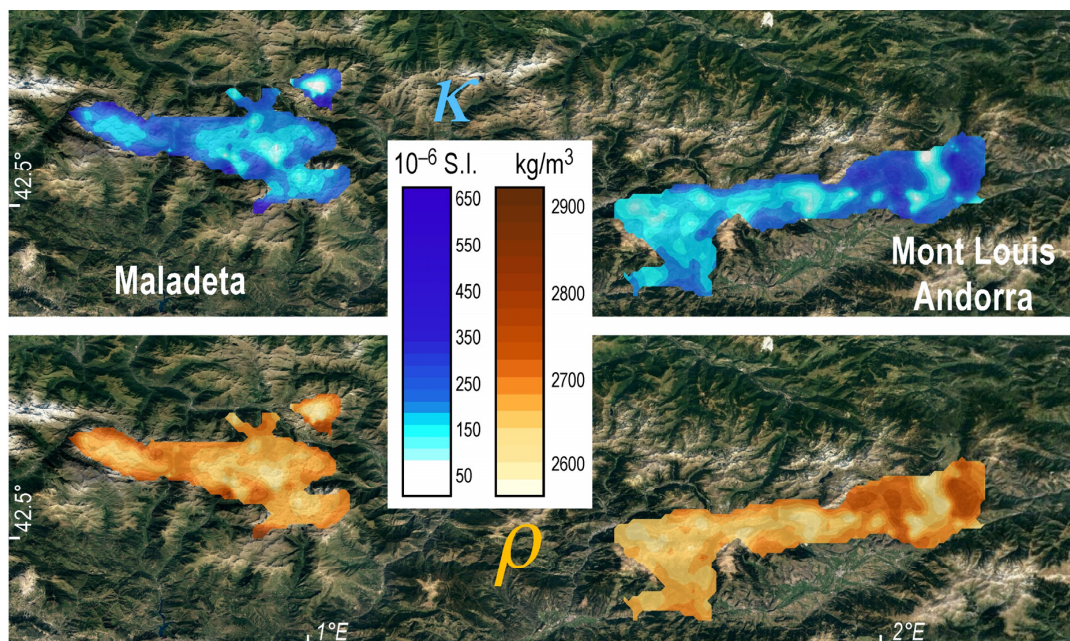 κ
10⁻⁶ S.I.
kg/m³
650
2900
550
450
2800
350
250
2700
150
2600
50
42.5°
Maladeta
Mont Louis
Andorra
42.5°
ρ
1°E
2°E